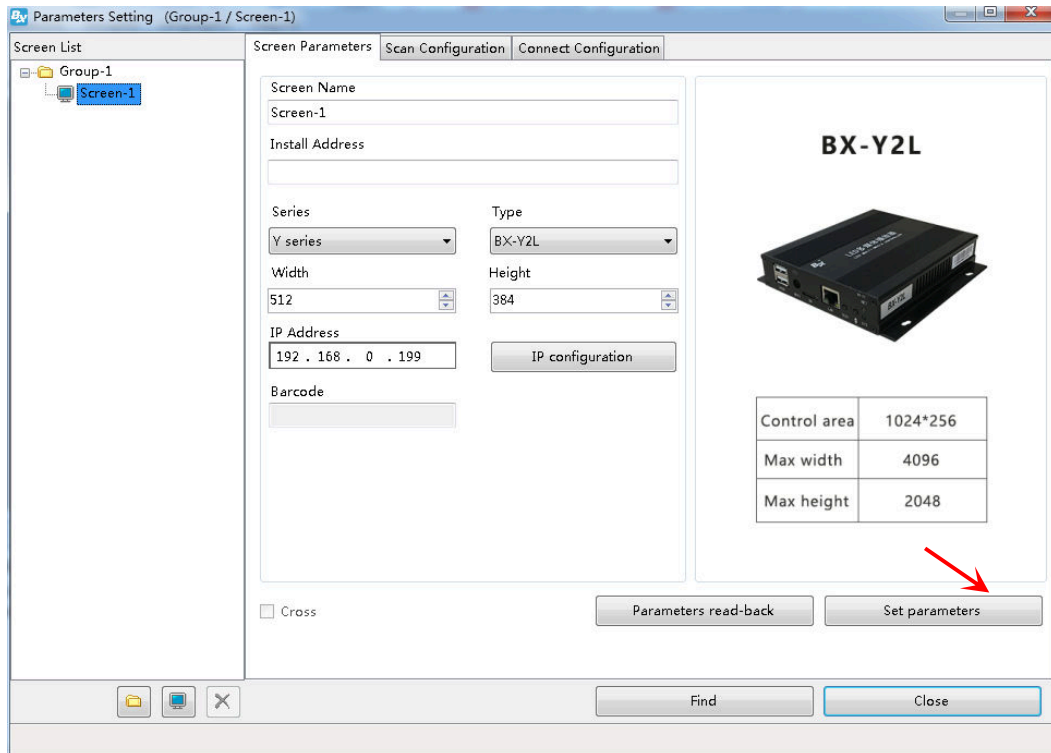 Parameters Setting (Group-1 / Screen-1)
Screen List
Group-1
Screen-1
Screen Parameters
Scan Configuration
Connect Configuration
Screen Name
Screen-1
Install Address
Series
Type
Y series
BX-Y2L
Width
Height
512
384
IP Address
192 . 168 . 0 . 199
IP configuration
Barcode
BX-Y2L
BX-Y2L
Control area 1024*256
Max width 4096
Max height 2048
Cross
Parameters read-back
Set parameters
Find
Close